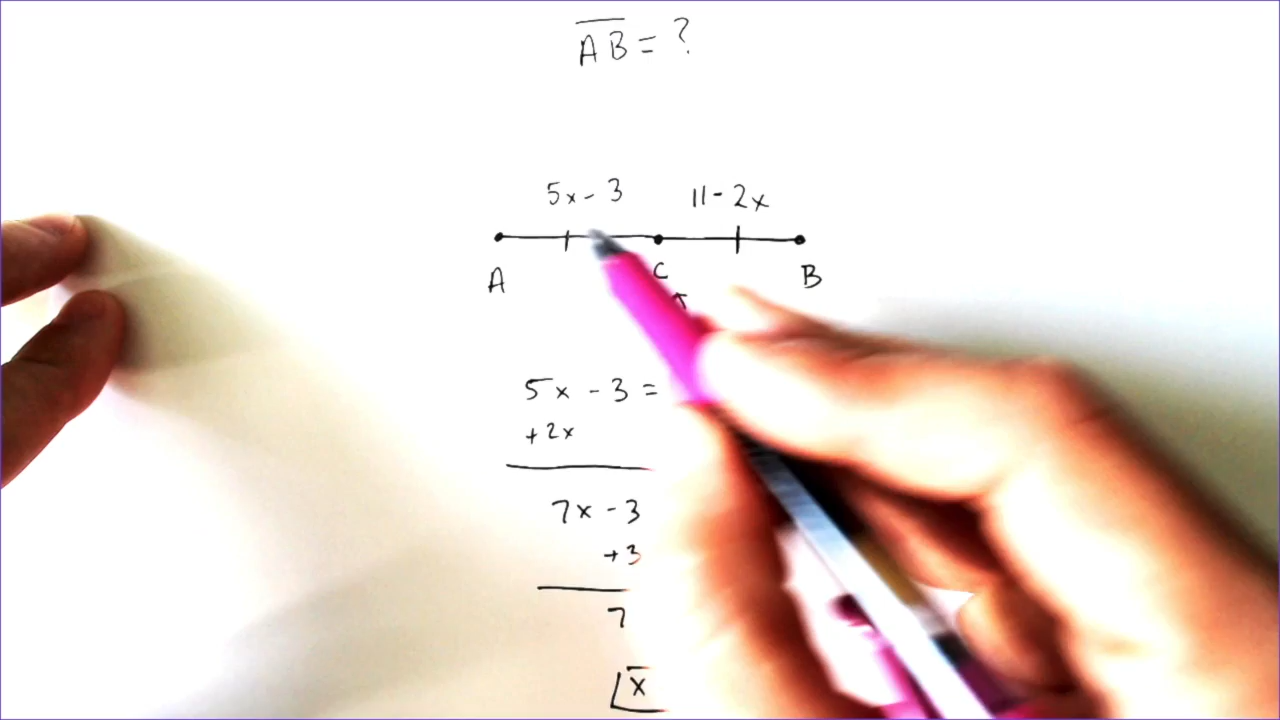 AB = ?
5x - 3 11 - 2x
A C B
5x - 3 =
+ 2x
7x - 3
+ 3
7
x